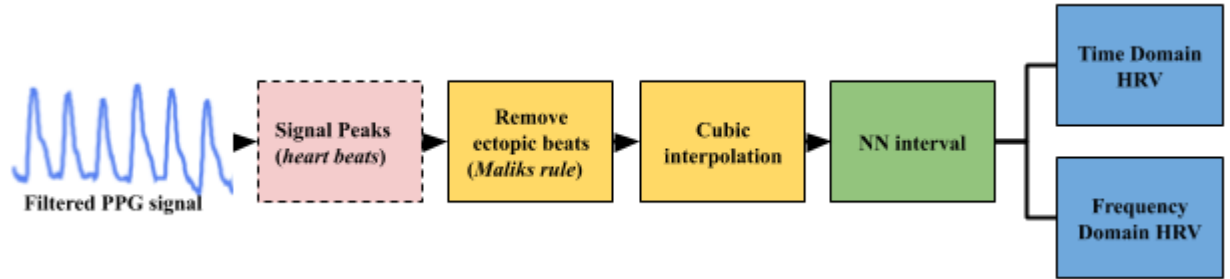 Filtered PPG signal
Signal Peaks
(heart beats)
Remove
ectopic beats
(Maliks rule)
Cubic
interpolation
NN interval
Time Domain
HRV
Frequency
Domain HRV